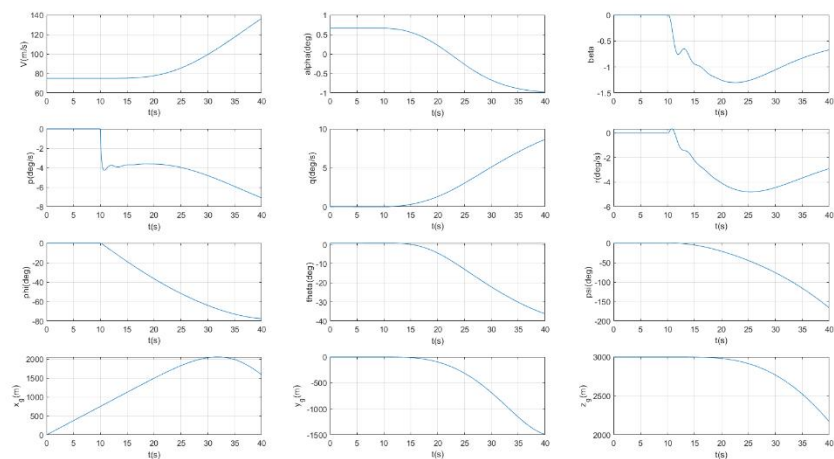 V(m/s)
140
120
100
80
60
0 5 10 15 20 25 30 35 40
t(s)
alpha(deg)
1
0.5
0
-0.5
-1
0 5 10 15 20 25 30 35 40
t(s)
beta
0
-0.5
-1
-1.5
0 5 10 15 20 25 30 35 40
t(s)
p(deg/s)
0
-2
-4
-6
-8
0 5 10 15 20 25 30 35 40
t(s)
q(deg/s)
10
5
0
0 5 10 15 20 25 30 35 40
t(s)
r(deg/s)
0
-2
-4
-6
0 5 10 15 20 25 30 35 40
t(s)
phi(deg)
0
-20
-40
-60
-80
0 5 10 15 20 25 30 35 40
t(s)
theta(deg)
0
-10
-20
-30
-40
0 5 10 15 20 25 30 35 40
t(s)
psi(deg)
0
-50
-100
-150
-200
0 5 10 15 20 25 30 35 40
t(s)
x_g(m)
2000
1500
1000
500
0
0 5 10 15 20 25 30 35 40
t(s)
y_g(m)
0
-500
-1000
-1500
0 5 10 15 20 25 30 35 40
t(s)
z_g(m)
3000
2500
2000
0 5 10 15 20 25 30 35 40
t(s)